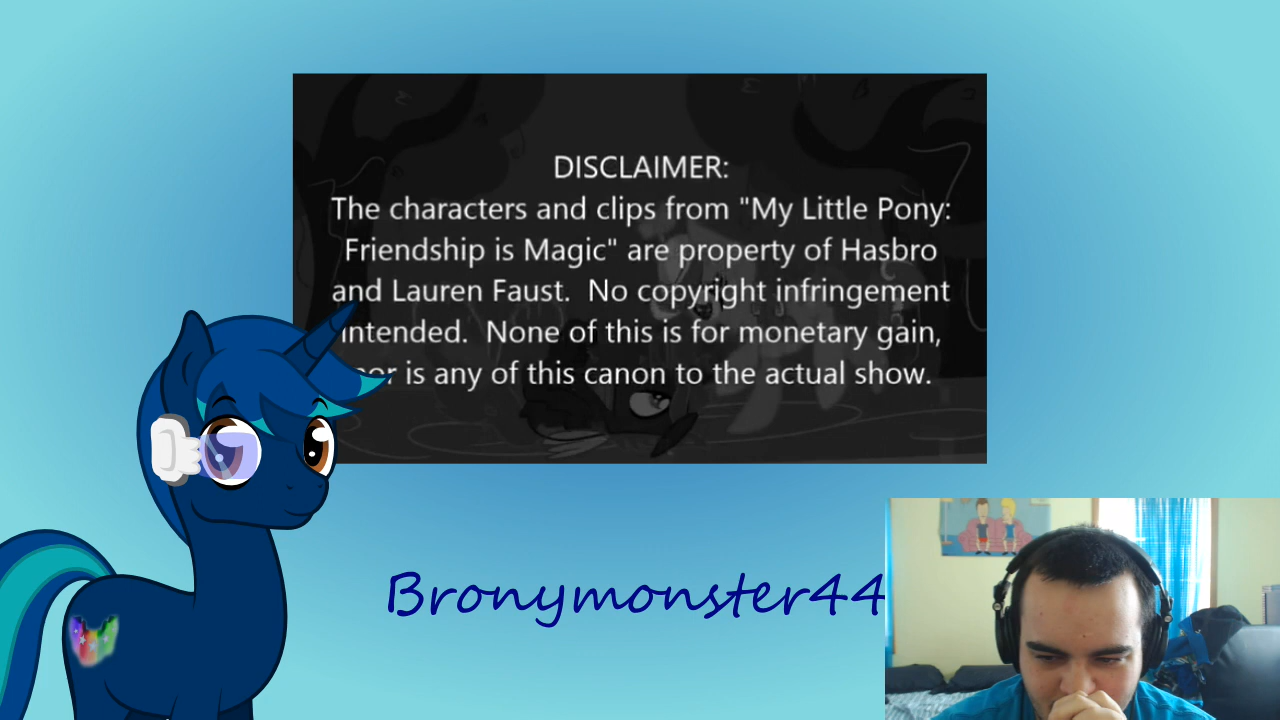 DISCLAIMER:
The characters and clips from "My Little Pony:
Friendship is Magic" are property of Hasbro
and Lauren Faust. No copyright infringement
intended. None of this is for monetary gain,
nor is any of this canon to the actual show.
Bronymonster44